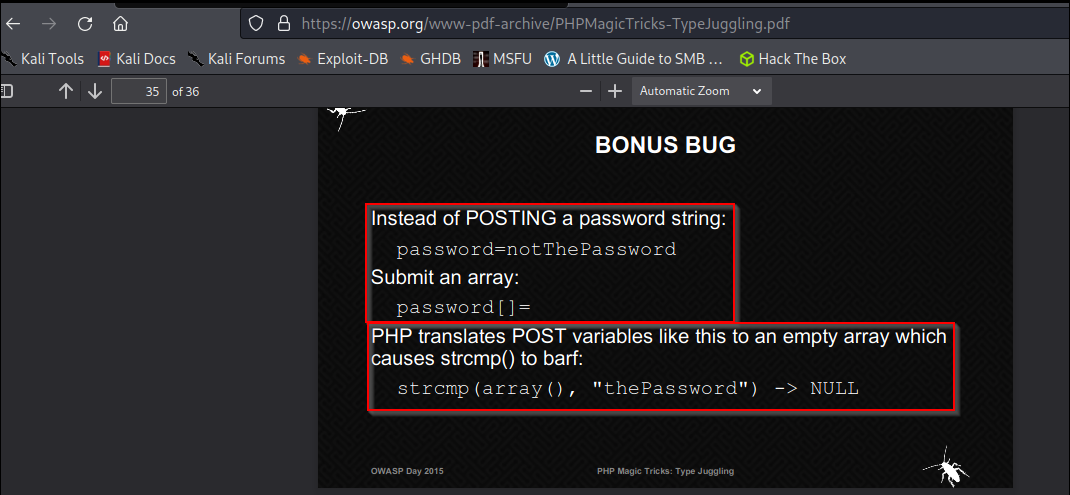 https://owasp.org/www-pdf-archive/PHPMagicTricks-TypeJuggling.pdf
Kali Tools Kali Docs Kali Forums Exploit-DB GHDB MSFU A Little Guide to SMB ... Hack The Box
35 of 36 Automatic Zoom
BONUS BUG
Instead of POSTING a password string:
password=notThePassword
Submit an array:
password[]=
PHP translates POST variables like this to an empty array which
causes strcmp() to barf:
strcmp(array(), "thePassword") -> NULL
OWASP Day 2015 PHP Magic Tricks: Type Juggling